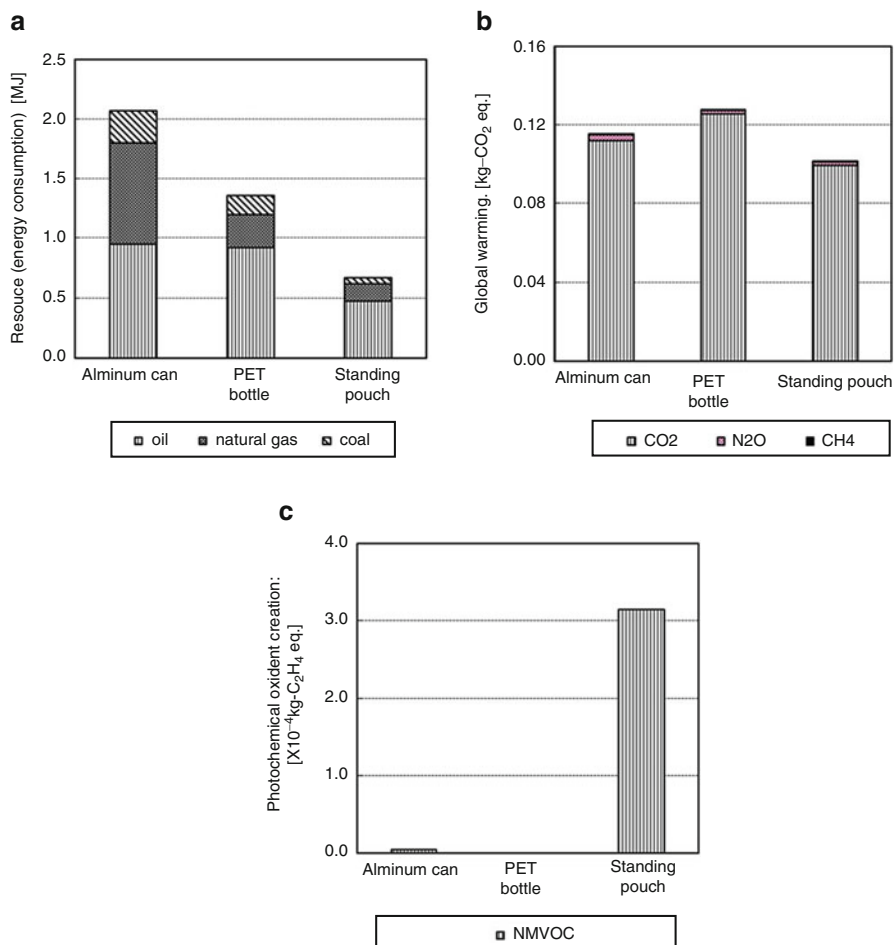 a
Resouce (energy consumption) [MJ]
2.5
2.0
1.5
1.0
0.5
0.0
Alminum can
PET
bottle
Standing
pouch
oil natural gas coal
b
Global warming. [kg–CO₂ eq.]
0.16
0.12
0.08
0.04
0.00
Alminum can
PET
bottle
Standing pouch
CO2 N2O CH4
c
Photochemical oxident creation:
[X10⁻⁴kg-C₂H₄ eq.]
4.0
3.0
2.0
1.0
0.0
Alminum can
PET
bottle
Standing
pouch
NMVOC